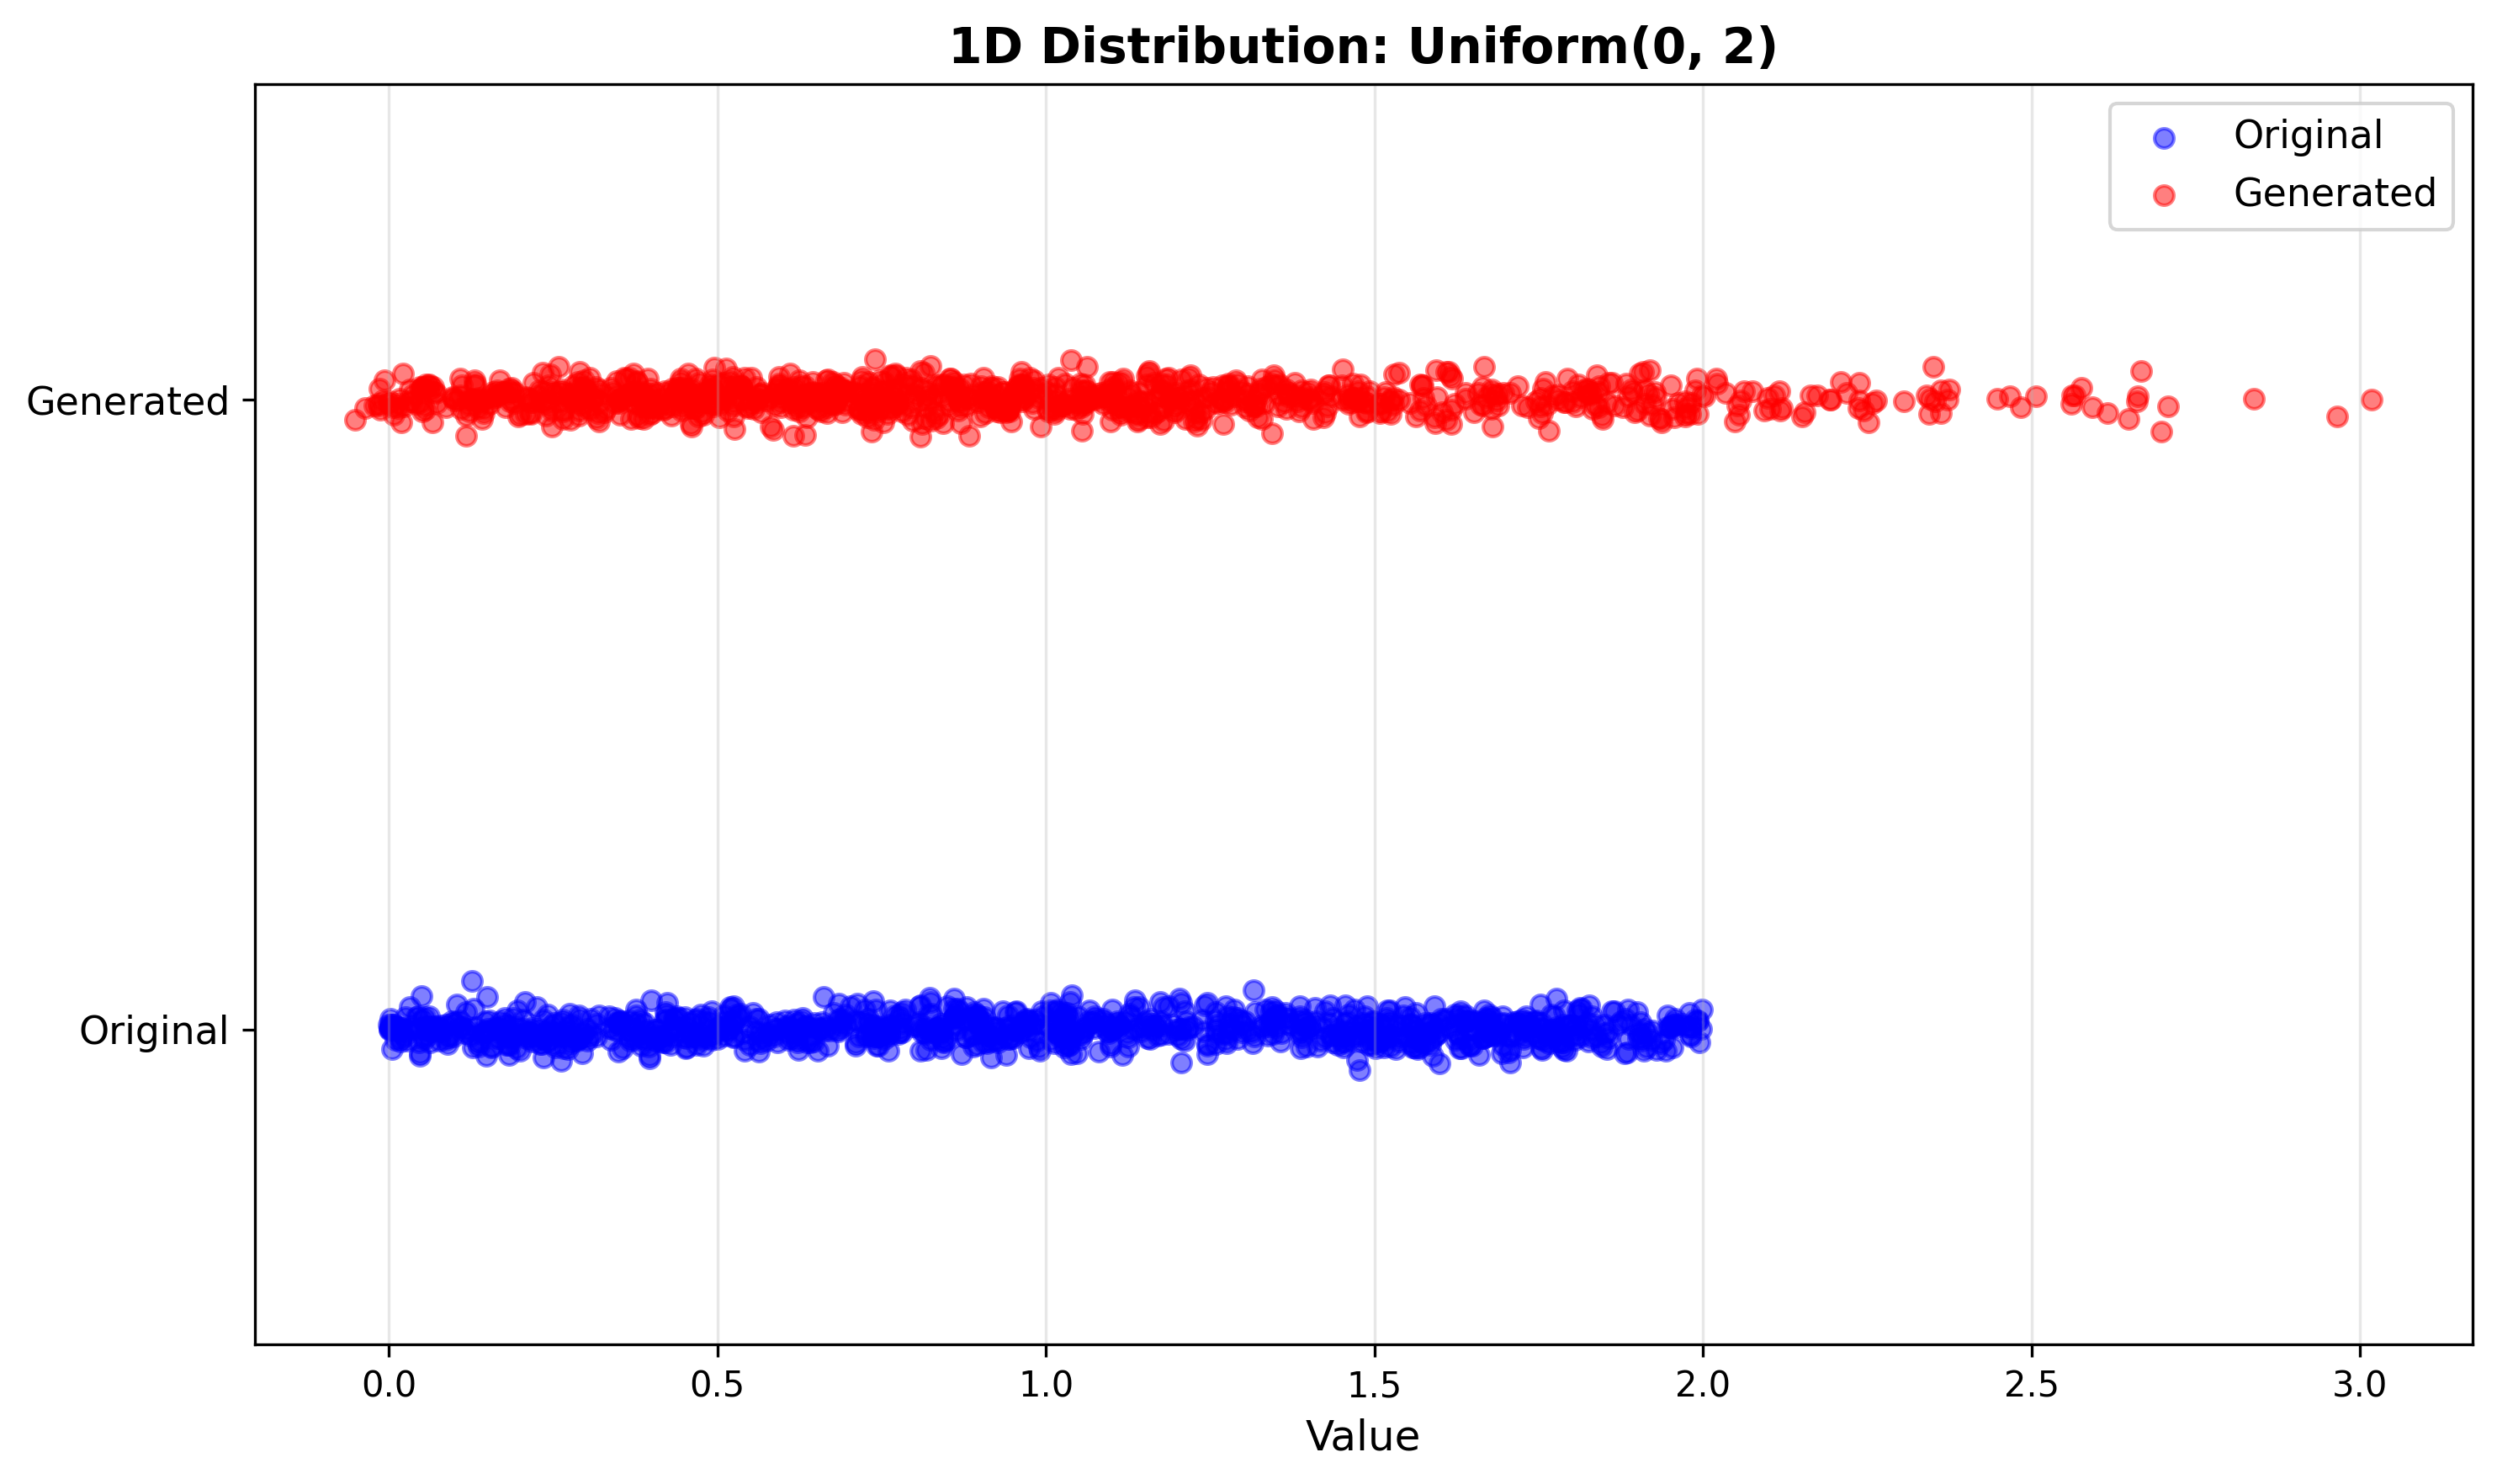 1D Distribution: Uniform(0, 2)
Original
Generated
Generated
Original
0.0 0.5 1.0 1.5 2.0 2.5 3.0
Value